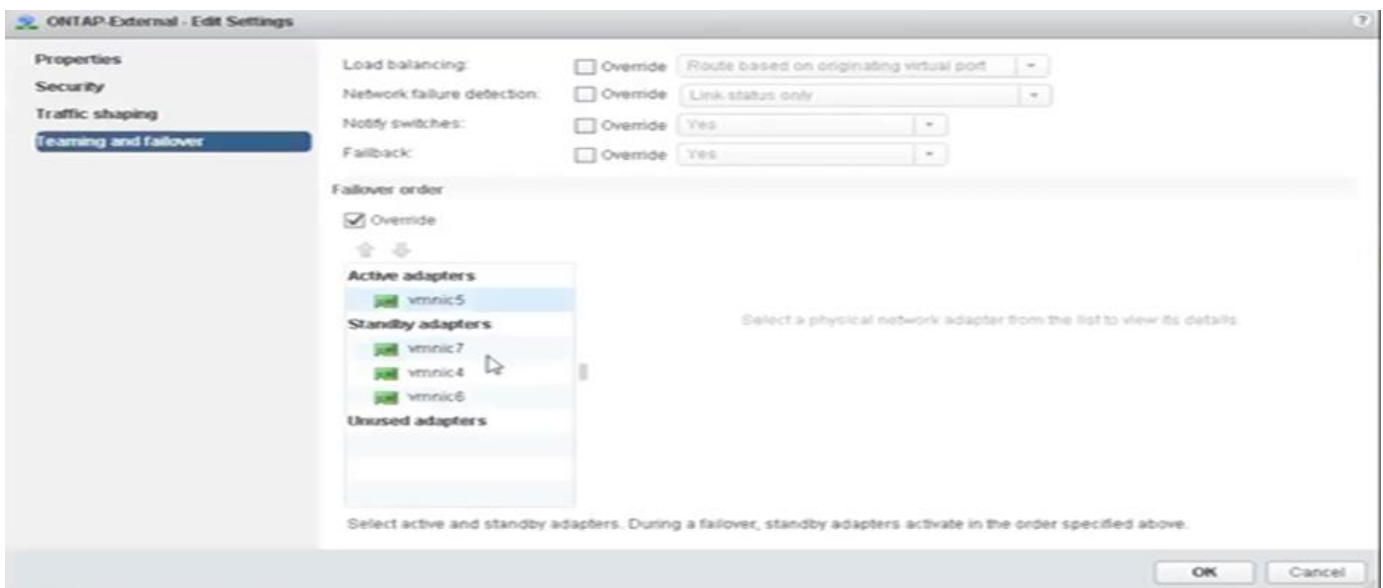 ONTAP-External - Edit Settings
?
Properties
Security
Traffic shaping
Teaming and failover
Load balancing:
Override
Route based on originating virtual port
Network failure detection:
Override
Link status only
Notify switches:
Override
Yes
Failback:
Override
Yes
Failover order
Override
Active adapters
vmnic5
Standby adapters
vmnic7
vmnic4
vmnic6
Unused adapters
Select a physical network adapter from the list to view its details.
Select active and standby adapters. During a failover, standby adapters activate in the order specified above.
OK
Cancel